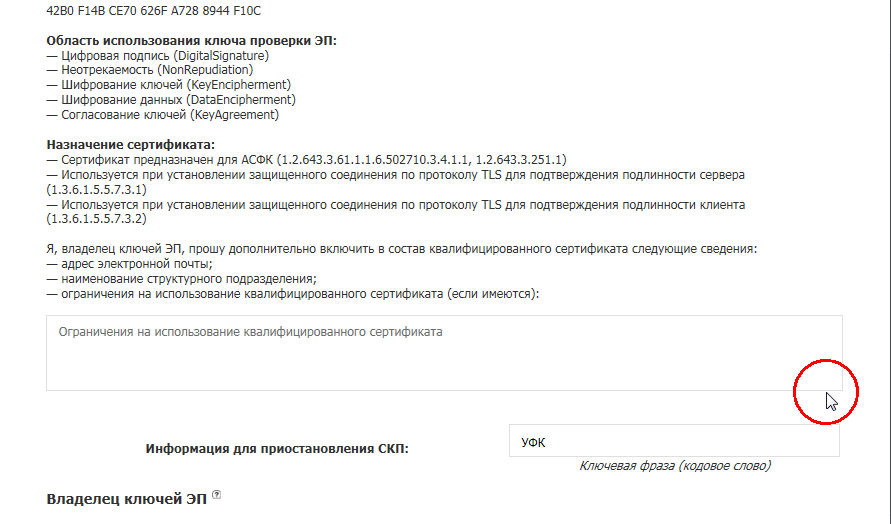 42B0 F14B CE70 626F A728 8944 F10C
Область использования ключа проверки ЭП:
— Цифровая подпись (DigitalSignature)
— Неотрекаемость (NonRepudiation)
— Шифрование ключей (KeyEncipherment)
— Шифрование данных (DataEncipherment)
— Согласование ключей (KeyAgreement)
Назначение сертификата:
— Сертификат предназначен для АСФК (1.2.643.3.61.1.1.6.502710.3.4.1.1, 1.2.643.3.251.1)
— Используется при установлении защищенного соединения по протоколу TLS для подтверждения подлинности сервера
(1.3.6.1.5.5.7.3.1)
— Используется при установлении защищенного соединения по протоколу TLS для подтверждения подлинности клиента
(1.3.6.1.5.5.7.3.2)
Я, владелец ключей ЭП, прошу дополнительно включить в состав квалифицированного сертификата следующие сведения:
— адрес электронной почты;
— наименование структурного подразделения;
— ограничения на использование квалифицированного сертификата (если имеются):
Ограничения на использование квалифицированного сертификата
Информация для приостановления СКП:
УФК
Ключевая фраза (кодовое слово)
Владелец ключей ЭП ?